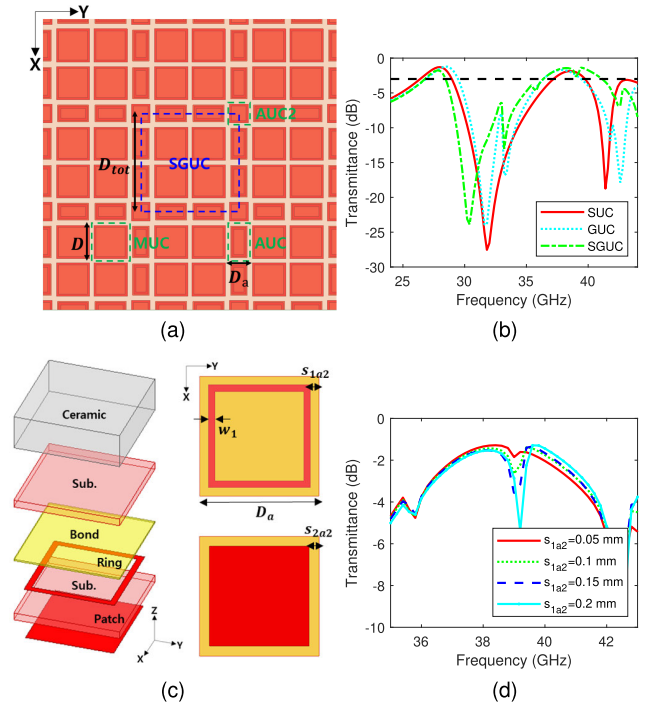 Y
X
AUC2
D_tot
SGUC
D
MUC
AUC
D_a
(a)
Transmittance (dB)
0
-5
-10
-15
-20
-25
-30
SUC
GUC
SGUC
25 30 35 40
Frequency (GHz)
(b)
Ceramic
Sub.
Bond
Ring
Sub.
Patch
Z
Y
X
Y
X
s_1a2
w_1
D_a
s_2a2
(c)
Transmittance (dB)
0
-2
-4
-6
-8
-10
s_1a2=0.05 mm
s_1a2=0.1 mm
s_1a2=0.15 mm
s_1a2=0.2 mm
36 38 40 42
Frequency (GHz)
(d)